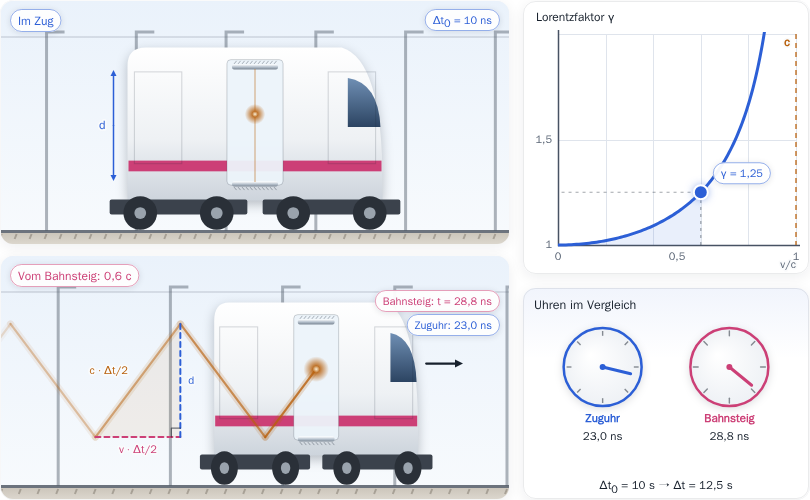 Im Zug
Δt0 = 10 ns
d
Vom Bahnsteig: 0,6 c
Bahnsteig: t = 28,8 ns
Zuguhr: 23,0 ns
c · Δt/2
d
v · Δt/2
Lorentzfaktor γ
c
1,5
γ = 1,25
1
0
0,5
1
v/c
Uhren im Vergleich
Zuguhr
Bahnsteig
23,0 ns
28,8 ns
Δt0 = 10 s → Δt = 12,5 s